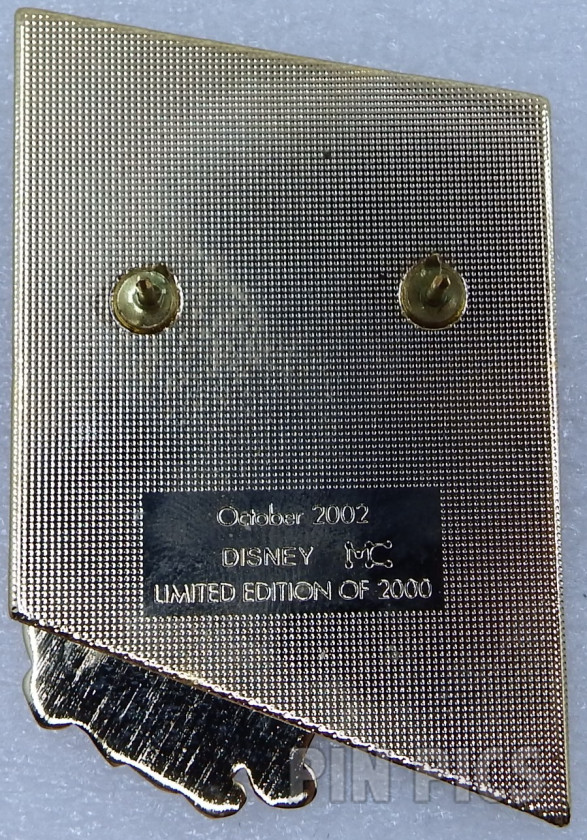 October 2002
DISNEY MC
LIMITED EDITION OF 2000
PIN PICS